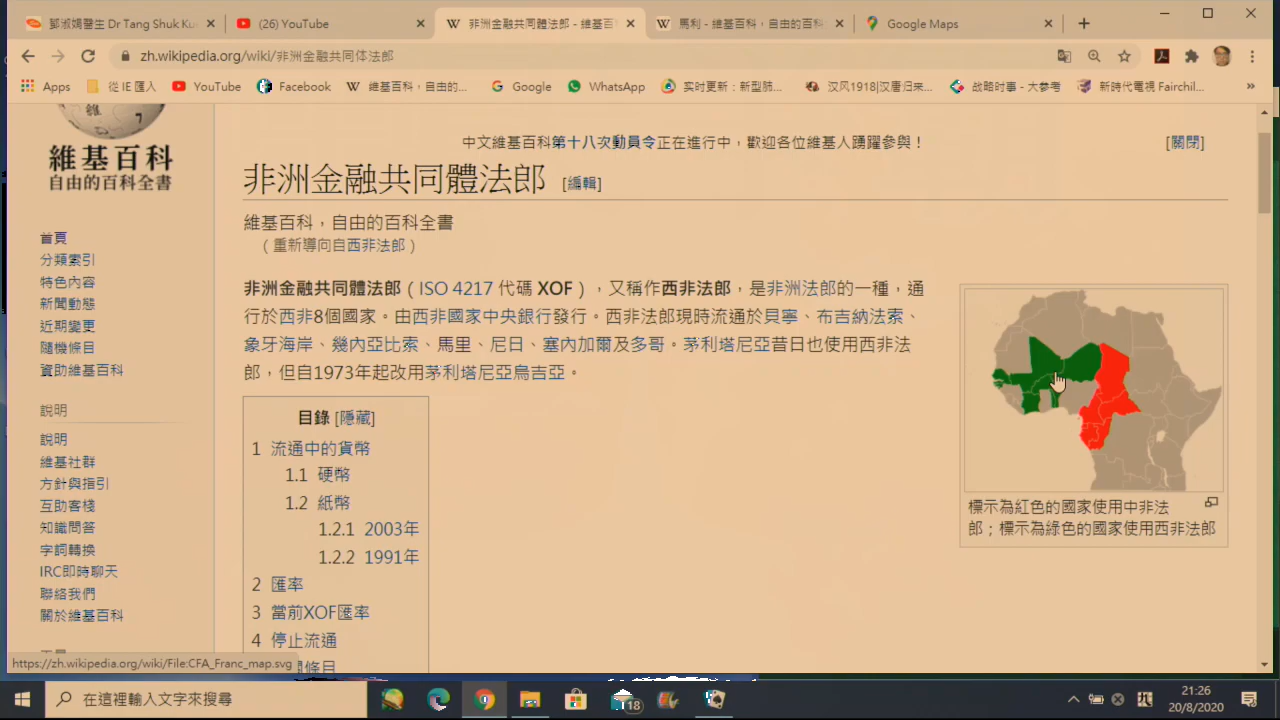 鄧淑嫻醫生 Dr Tang Shuk Ku
(26) YouTube
非洲金融共同體法郎 - 維基百
馬利 - 維基百科，自由的百科
Google Maps
zh.wikipedia.org/wiki/非洲金融共同体法郎
Apps
從 IE 匯入
YouTube
Facebook
維基百科，自由的...
Google
WhatsApp
实时更新：新型肺...
汉风1918|汉唐归来...
战略时事 - 大参考
新時代電視 Fairchil...
»
維基百科
自由的百科全書
中文維基百科第十八次動員令正在進行中，歡迎各位維基人踴躍參與！
[關閉]
非洲金融共同體法郎 [編輯]
維基百科，自由的百科全書
（重新導向自西非法郎）
首頁
分類索引
特色內容
新聞動態
近期變更
隨機條目
資助維基百科
說明
說明
維基社群
方針與指引
互助客棧
知識問答
字詞轉換
IRC即時聊天
聯絡我們
關於維基百科
非洲金融共同體法郎（ISO 4217 代碼 XOF），又稱作西非法郎，是非洲法郎的一種，通
行於西非8個國家。由西非國家中央銀行發行。西非法郎現時流通於貝寧、布吉納法索、
象牙海岸、幾內亞比索、馬里、尼日、塞內加爾及多哥。茅利塔尼亞昔日也使用西非法
郎，但自1973年起改用茅利塔尼亞烏吉亞。
目錄 [隱藏]
1 流通中的貨幣
1.1 硬幣
1.2 紙幣
1.2.1 2003年
1.2.2 1991年
2 匯率
3 當前XOF匯率
4 停止流通
標示為紅色的國家使用中非法
郎；標示為綠色的國家使用西非法郎
https://zh.wikipedia.org/wiki/File:CFA_Franc_map.svg
在這裡輸入文字來搜尋
18
21:26
20/8/2020